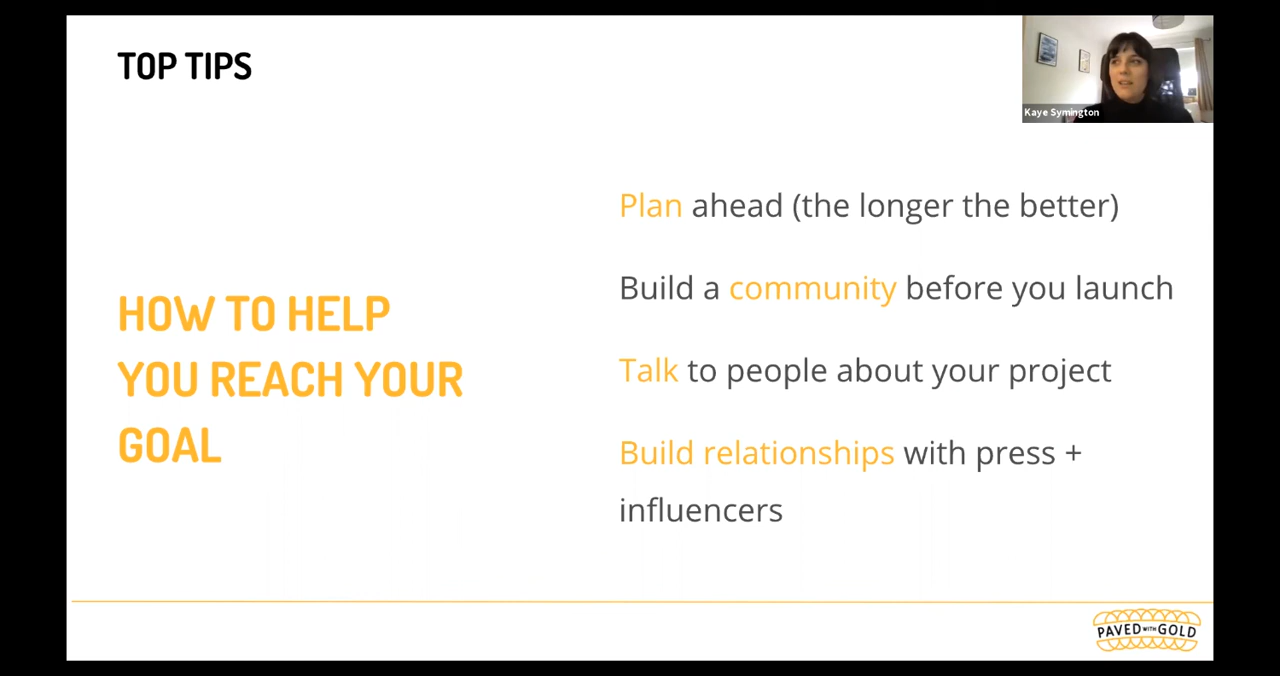 TOP TIPS
Kaye Symington
HOW TO HELP
YOU REACH YOUR
GOAL
Plan ahead (the longer the better)
Build a community before you launch
Talk to people about your project
Build relationships with press +
influencers
PAVED WITH GOLD